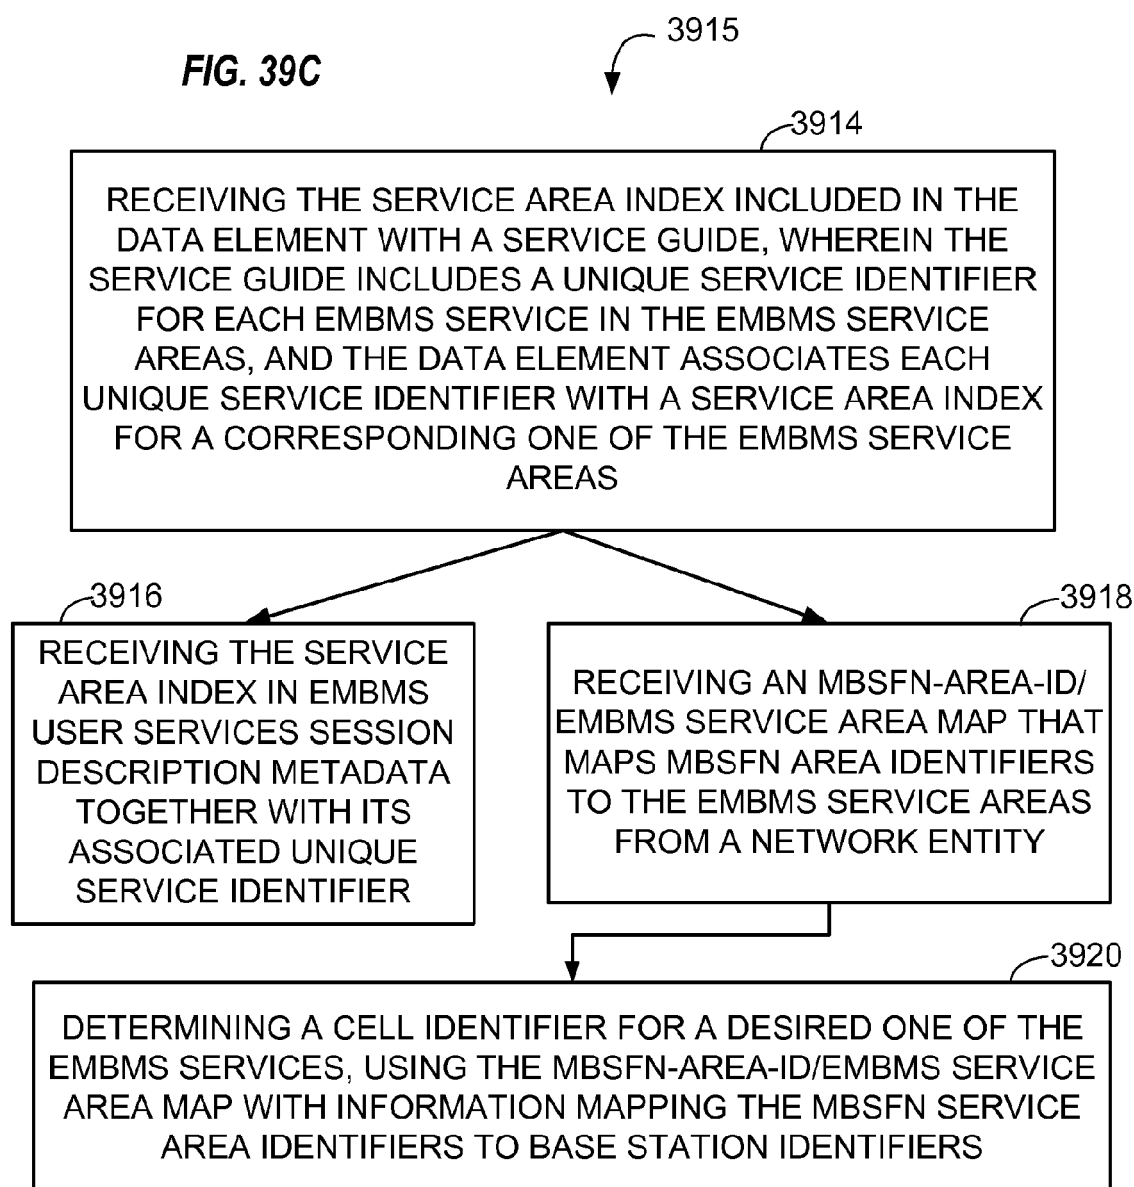 FIG. 39C
3915
3914
RECEIVING THE SERVICE AREA INDEX INCLUDED IN THE
DATA ELEMENT WITH A SERVICE GUIDE, WHEREIN THE
SERVICE GUIDE INCLUDES A UNIQUE SERVICE IDENTIFIER
FOR EACH EMBMS SERVICE IN THE EMBMS SERVICE
AREAS, AND THE DATA ELEMENT ASSOCIATES EACH
UNIQUE SERVICE IDENTIFIER WITH A SERVICE AREA INDEX
FOR A CORRESPONDING ONE OF THE EMBMS SERVICE
AREAS
3916
RECEIVING THE SERVICE
AREA INDEX IN EMBMS
USER SERVICES SESSION
DESCRIPTION METADATA
TOGETHER WITH ITS
ASSOCIATED UNIQUE
SERVICE IDENTIFIER
3918
RECEIVING AN MBSFN-AREA-ID/
EMBMS SERVICE AREA MAP THAT
MAPS MBSFN AREA IDENTIFIERS
TO THE EMBMS SERVICE AREAS
FROM A NETWORK ENTITY
3920
DETERMINING A CELL IDENTIFIER FOR A DESIRED ONE OF THE
EMBMS SERVICES, USING THE MBSFN-AREA-ID/EMBMS SERVICE
AREA MAP WITH INFORMATION MAPPING THE MBSFN SERVICE
AREA IDENTIFIERS TO BASE STATION IDENTIFIERS